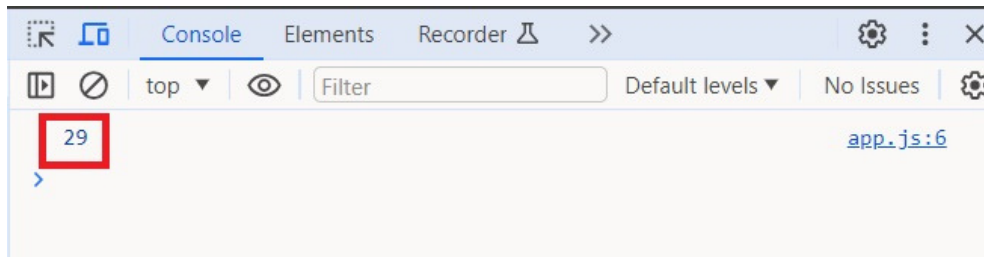 Console Elements Recorder
top Filter Default levels No Issues
29 app.js:6